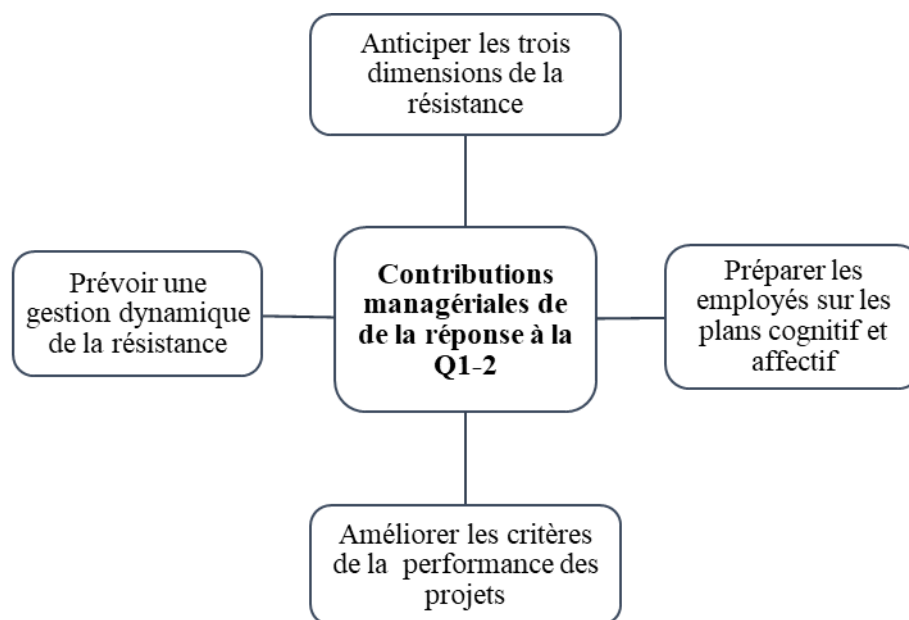 Anticiper les trois
dimensions de la
résistance
Prévoir une
gestion dynamique
de la résistance
Contributions
managériales de
de la réponse à la
Q1-2
Préparer les
employés sur les
plans cognitif et
affectif
Améliorer les critères
de la  performance des
projets